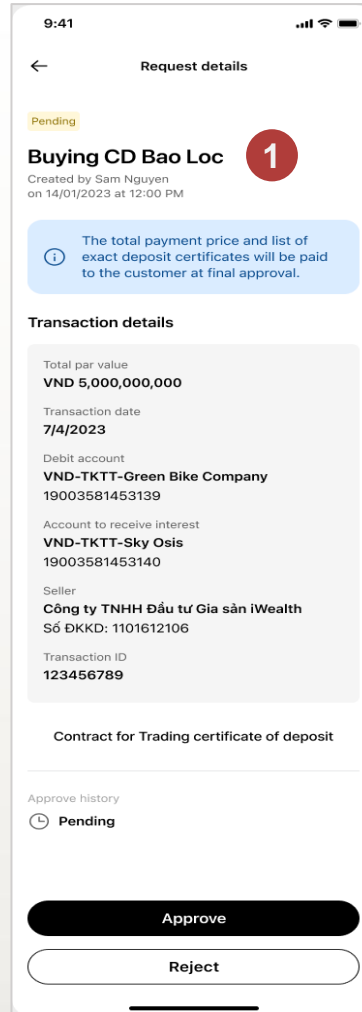 9:41
Request details
Pending
Buying CD Bao Loc
1
Created by Sam Nguyen
on 14/01/2023 at 12:00 PM
The total payment price and list of
exact deposit certificates will be paid
to the customer at final approval.
Transaction details
Total par value
VND 5,000,000,000
Transaction date
7/4/2023
Debit account
VND-TKTT-Green Bike Company
19003581453139
Account to receive interest
VND-TKTT-Sky Osis
19003581453140
Seller
Công ty TNHH Đầu tư Gia sản iWealth
Số ĐKKD: 1101612106
Transaction ID
123456789
Contract for Trading certificate of deposit
Approve history
Pending
Approve
Reject